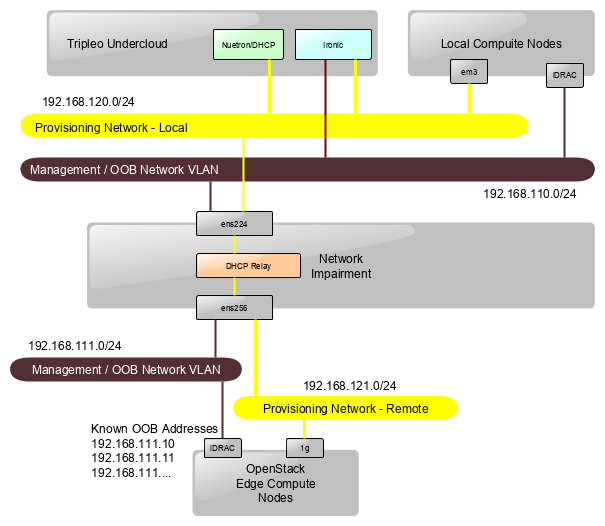 Tripleo Undercloud
Nuetron/DHCP
Ironic
Local Compuite Nodes
em3
IDRAC
192.168.120.0/24
Provisioning Network - Local
Management / OOB Network VLAN
192.168.110.0/24
ens224
DHCP Relay
Network
Impairment
ens256
192.168.111.0/24
Management / OOB Network VLAN
192.168.121.0/24
Provisioning Network - Remote
Known OOB Addresses
192.168.111.10
192.168.111.11
192.168.111....
IDRAC
1g
OpenStack
Edge Compute
Nodes